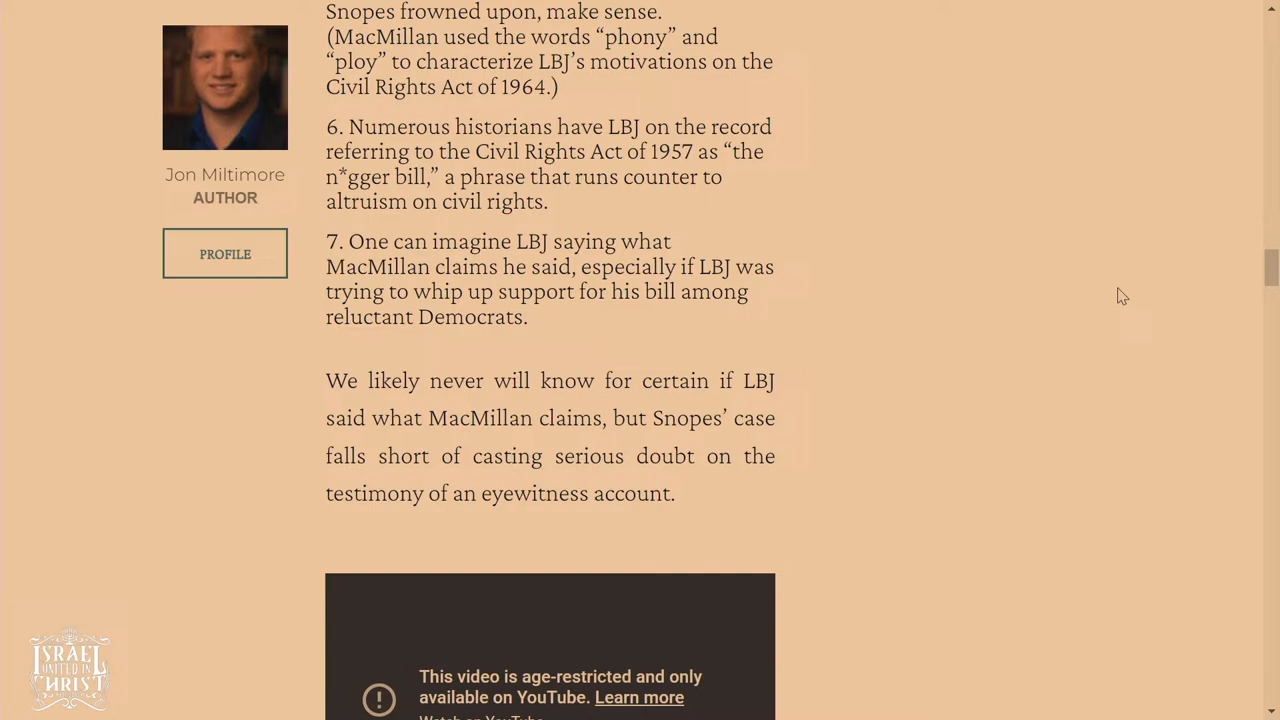 Snopes frowned upon, make sense.
(MacMillan used the words “phony” and
“ploy” to characterize LBJ’s motivations on the
Civil Rights Act of 1964.)
6. Numerous historians have LBJ on the record
referring to the Civil Rights Act of 1957 as “the
n*gger bill,” a phrase that runs counter to
altruism on civil rights.
7. One can imagine LBJ saying what
MacMillan claims he said, especially if LBJ was
trying to whip up support for his bill among
reluctant Democrats.
We likely never will know for certain if LBJ
said what MacMillan claims, but Snopes’ case
falls short of casting serious doubt on the
testimony of an eyewitness account.
Jon Miltimore
AUTHOR
PROFILE
This video is age-restricted and only
available on YouTube. Learn more
Watch on YouTube
ISRAEL
UNITED IN
CHRIST